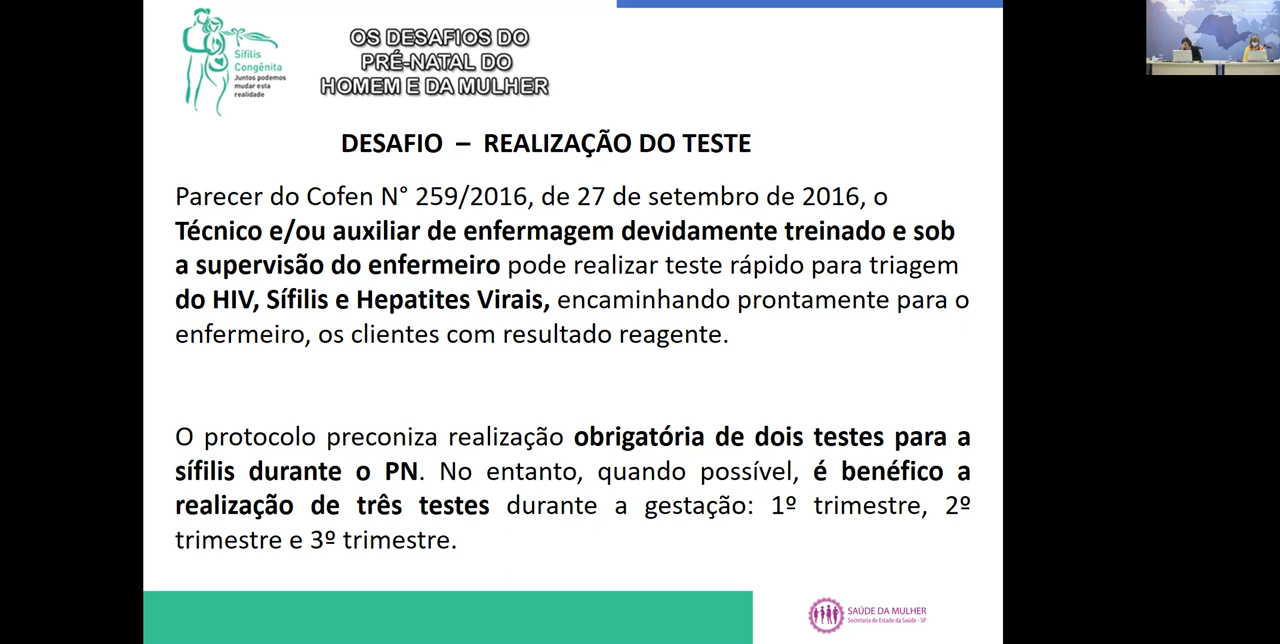 Sífilis
Congênita
Juntos podemos
mudar esta
realidade
OS DESAFIOS DO
PRÉ-NATAL DO
HOMEM E DA MULHER
DESAFIO – REALIZAÇÃO DO TESTE
Parecer do Cofen N° 259/2016, de 27 de setembro de 2016, o
Técnico e/ou auxiliar de enfermagem devidamente treinado e sob
a supervisão do enfermeiro pode realizar teste rápido para triagem
do HIV, Sífilis e Hepatites Virais, encaminhando prontamente para o
enfermeiro, os clientes com resultado reagente.
O protocolo preconiza realização obrigatória de dois testes para a
sífilis durante o PN. No entanto, quando possível, é benéfico a
realização de três testes durante a gestação: 1º trimestre, 2º
trimestre e 3º trimestre.
SAÚDE DA MULHER
Secretaria de Estado da Saúde - SP